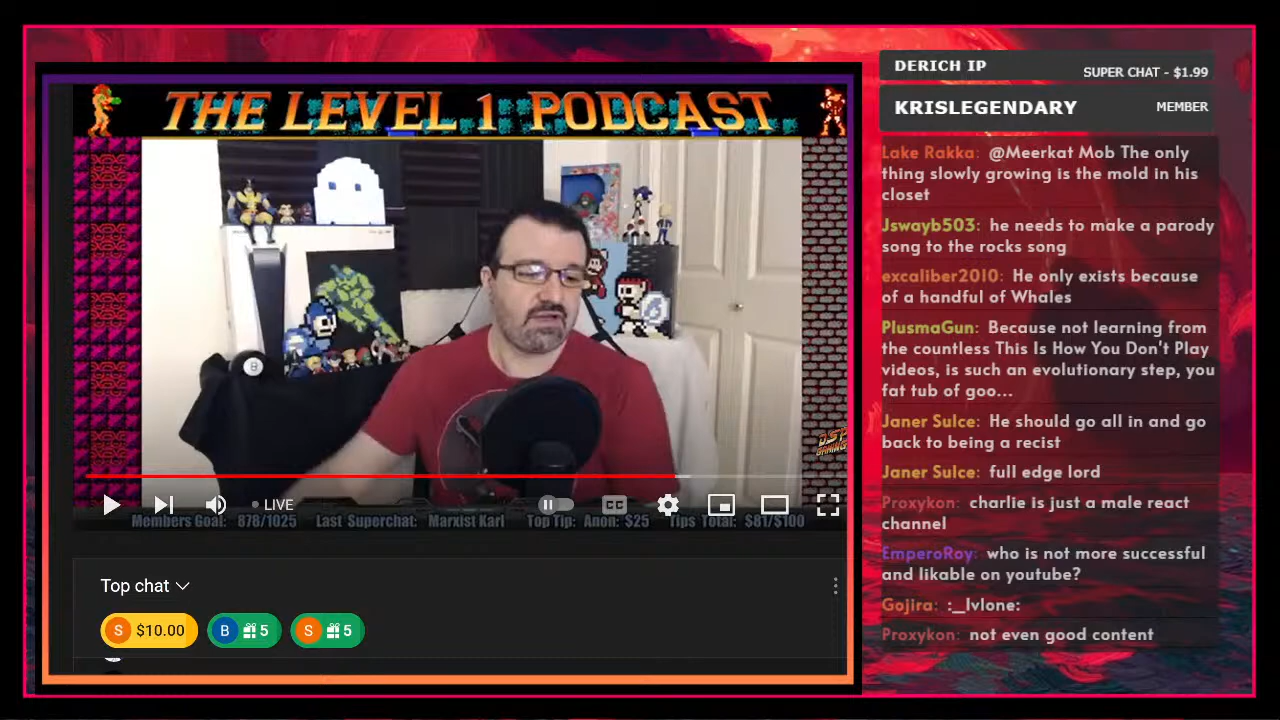 THE LEVEL 1 PODCAST
8
LIVE
CC
Members Goal: 878/1025 Last Superchat: Marxist Karl Top Tip: Anon: $25 Tips Total: $81/$100
Top chat
S $10.00 B 5 S 5
DERICH IP SUPER CHAT - $1.99
KRISLEGENDARY MEMBER
Lake Rakka: @Meerkat Mob The only
thing slowly growing is the mold in his
closet
Jswayb503: he needs to make a parody
song to the rocks song
excaliber2010: He only exists because
of a handful of Whales
PlusmaGun: Because not learning from
the countless This Is How You Don't Play
videos, is such an evolutionary step, you
fat tub of goo...
Janer Sulce: He should go all in and go
back to being a recist
Janer Sulce: full edge lord
Proxykon: charlie is just a male react
channel
EmperoRoy: who is not more successful
and likable on youtube?
Gojira: :_lvlone:
Proxykon: not even good content